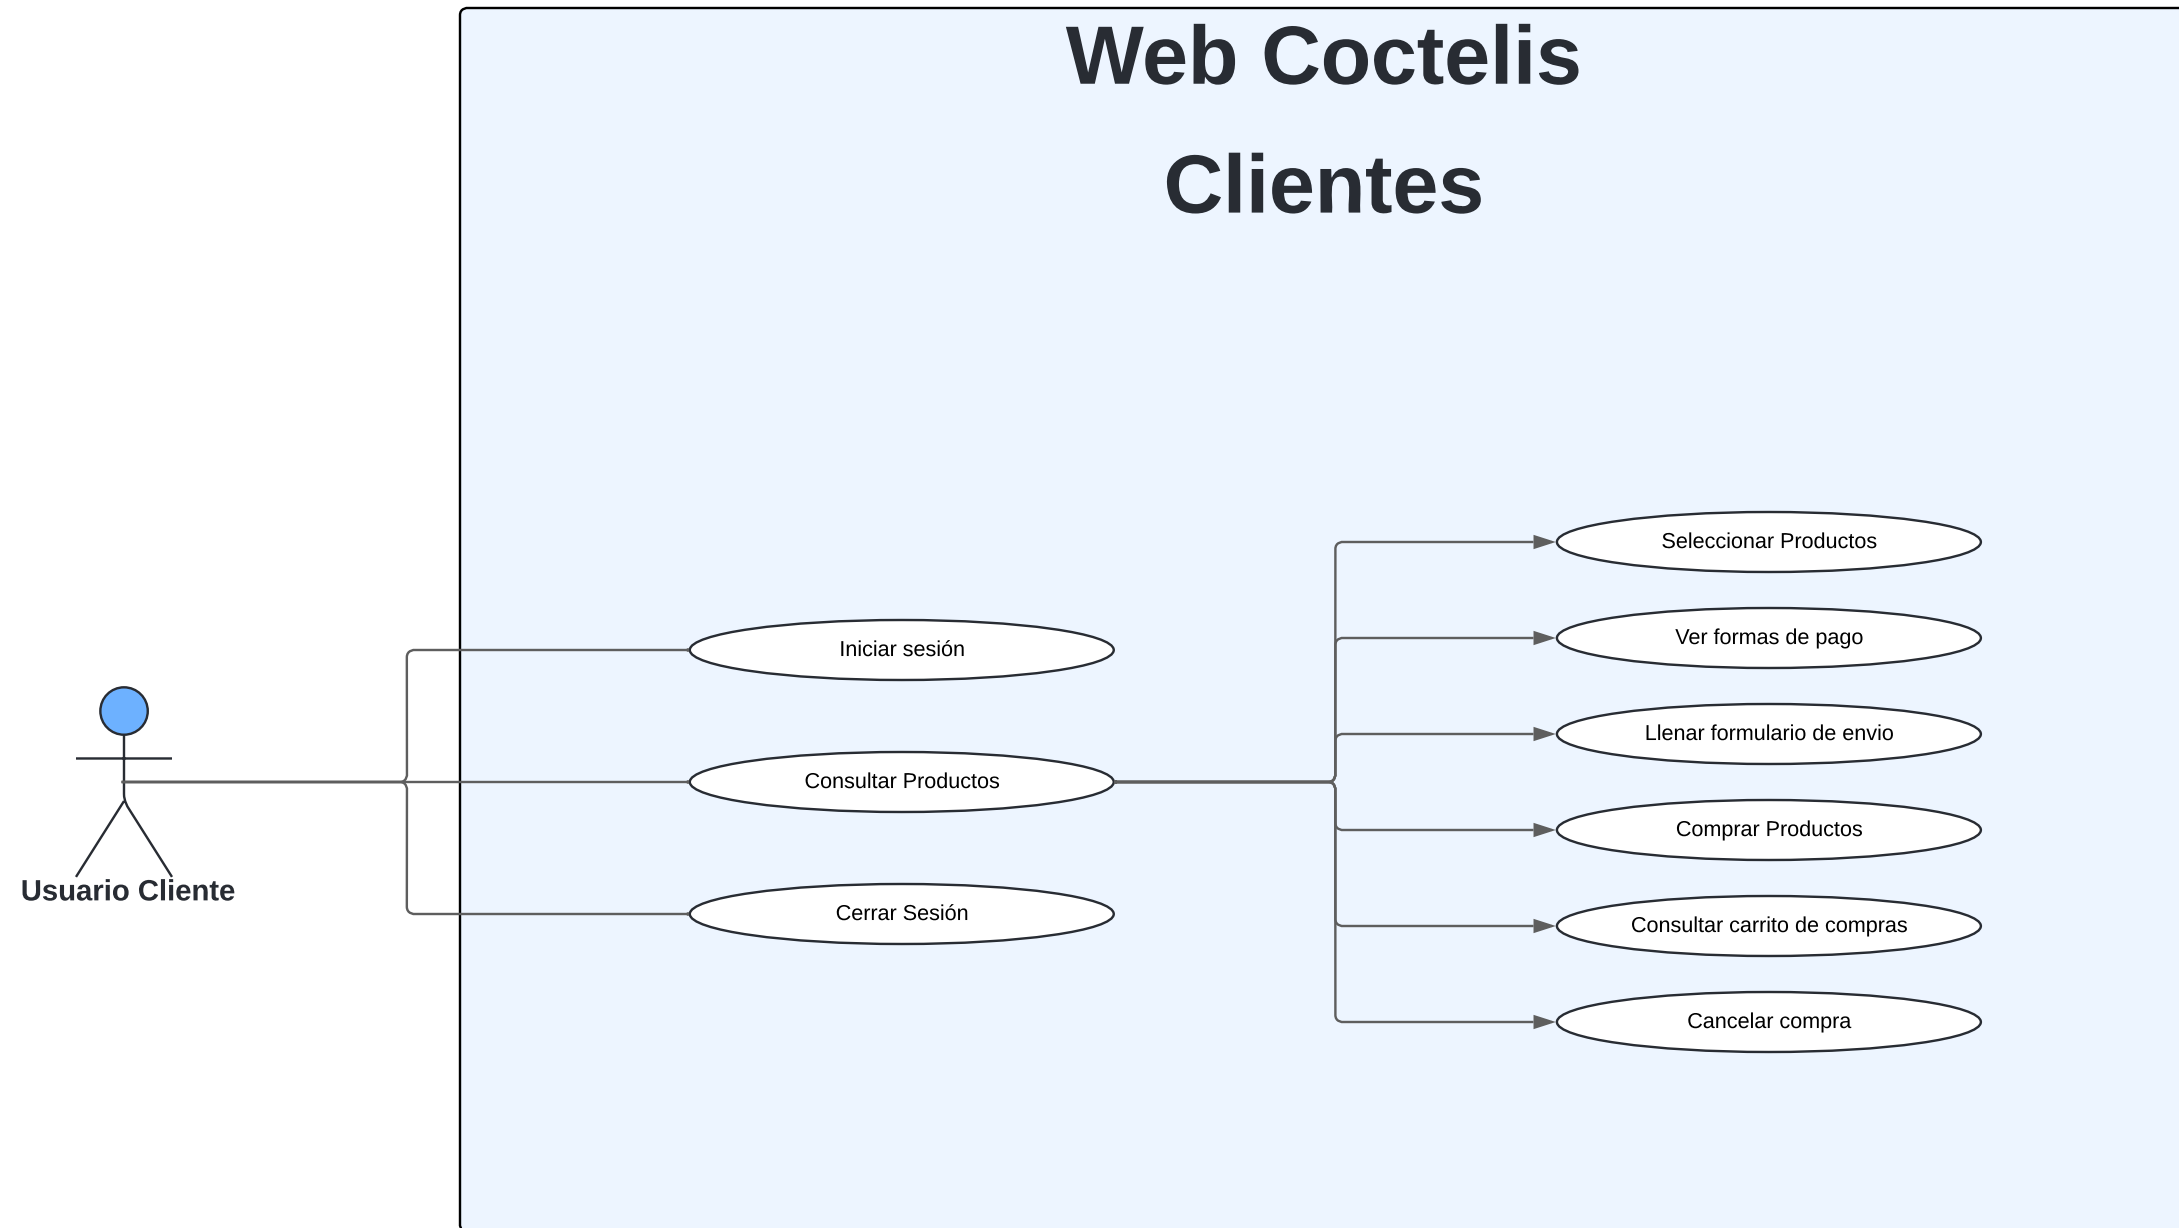 Web Coctelis
Clientes
Seleccionar Productos
Ver formas de pago
Iniciar sesión
Llenar formulario de envio
Consultar Productos
Comprar Productos
Usuario Cliente
Cerrar Sesión
Consultar carrito de compras
Cancelar compra